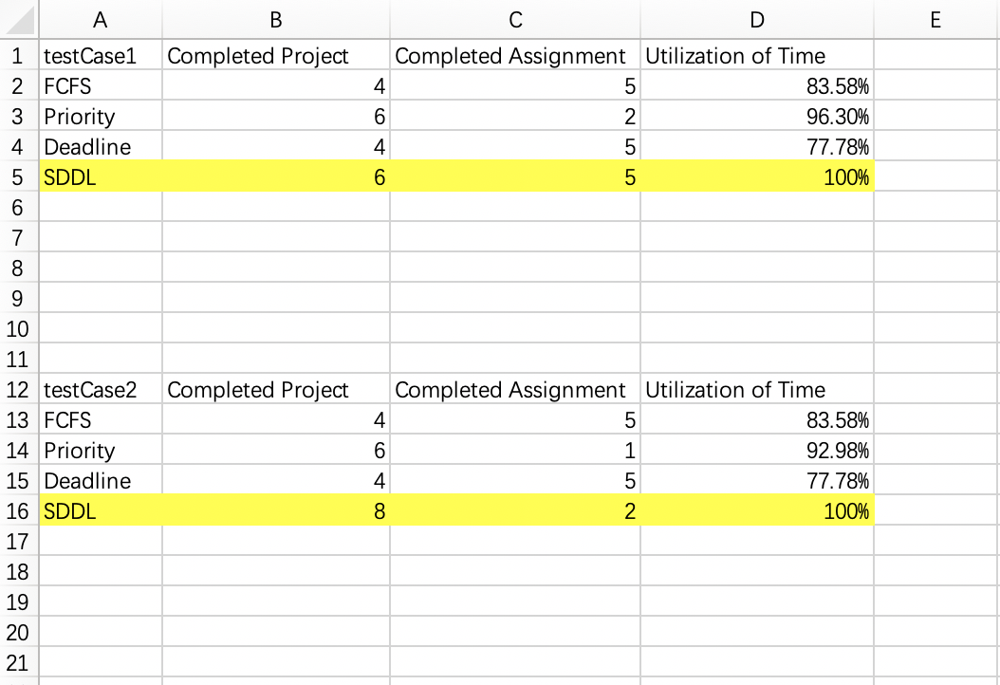 A B C D E
1 testCase1 Completed Project Completed Assignment Utilization of Time
2 FCFS 4 5 83.58%
3 Priority 6 2 96.30%
4 Deadline 4 5 77.78%
5 SDDL 6 5 100%
6
7
8
9
10
11
12 testCase2 Completed Project Completed Assignment Utilization of Time
13 FCFS 4 5 83.58%
14 Priority 6 1 92.98%
15 Deadline 4 5 77.78%
16 SDDL 8 2 100%
17
18
19
20
21